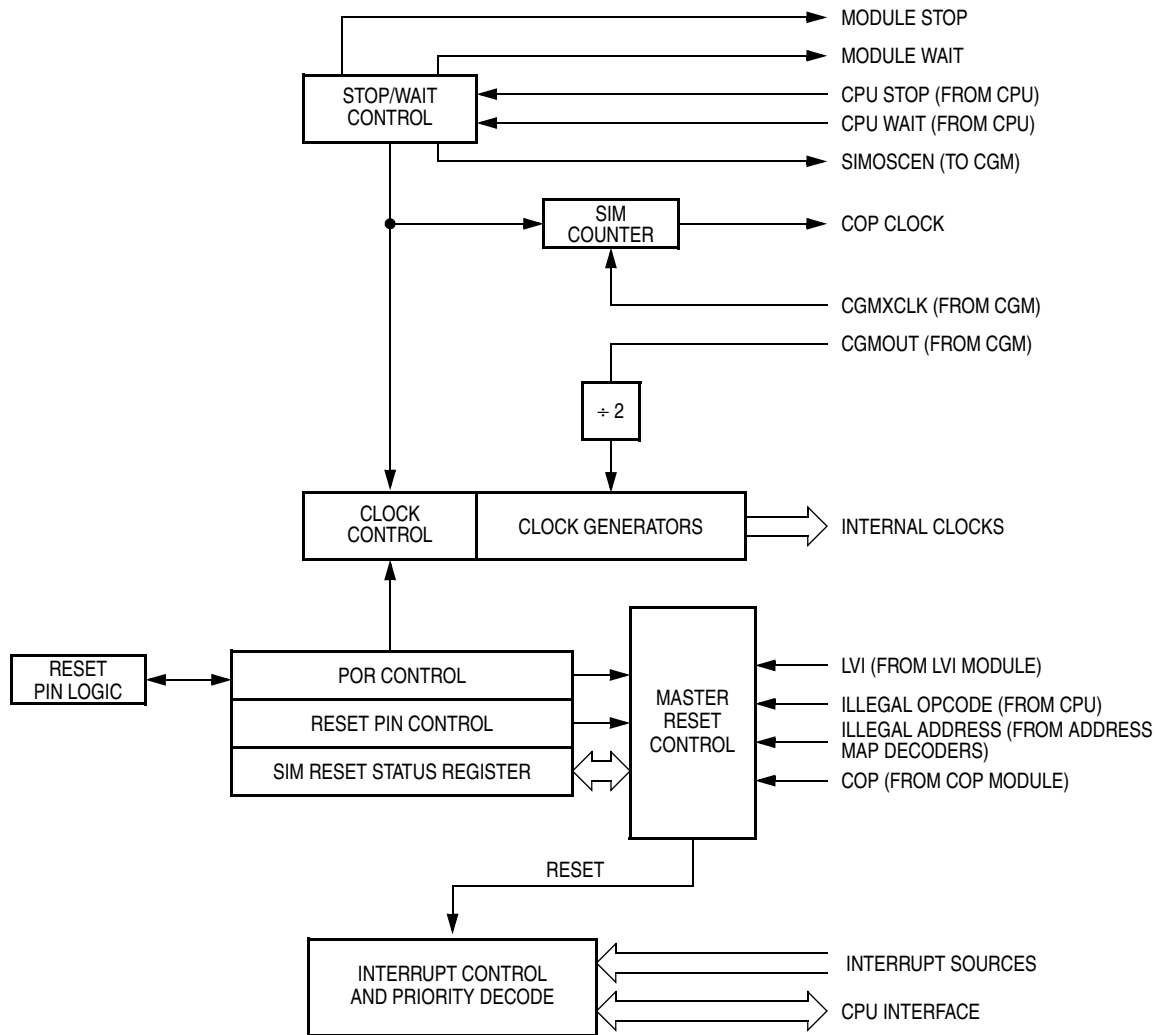 MODULE STOP
MODULE WAIT
STOP/WAIT
CONTROL
CPU STOP (FROM CPU)
CPU WAIT (FROM CPU)
SIMOSCEN (TO CGM)
SIM
COUNTER
COP CLOCK
CGMXCLK (FROM CGM)
CGMOUT (FROM CGM)
÷ 2
CLOCK
CONTROL
CLOCK GENERATORS
INTERNAL CLOCKS
RESET
PIN LOGIC
POR CONTROL
RESET PIN CONTROL
SIM RESET STATUS REGISTER
MASTER
RESET
CONTROL
LVI (FROM LVI MODULE)
ILLEGAL OPCODE (FROM CPU)
ILLEGAL ADDRESS (FROM ADDRESS
MAP DECODERS)
COP (FROM COP MODULE)
RESET
INTERRUPT CONTROL
AND PRIORITY DECODE
INTERRUPT SOURCES
CPU INTERFACE